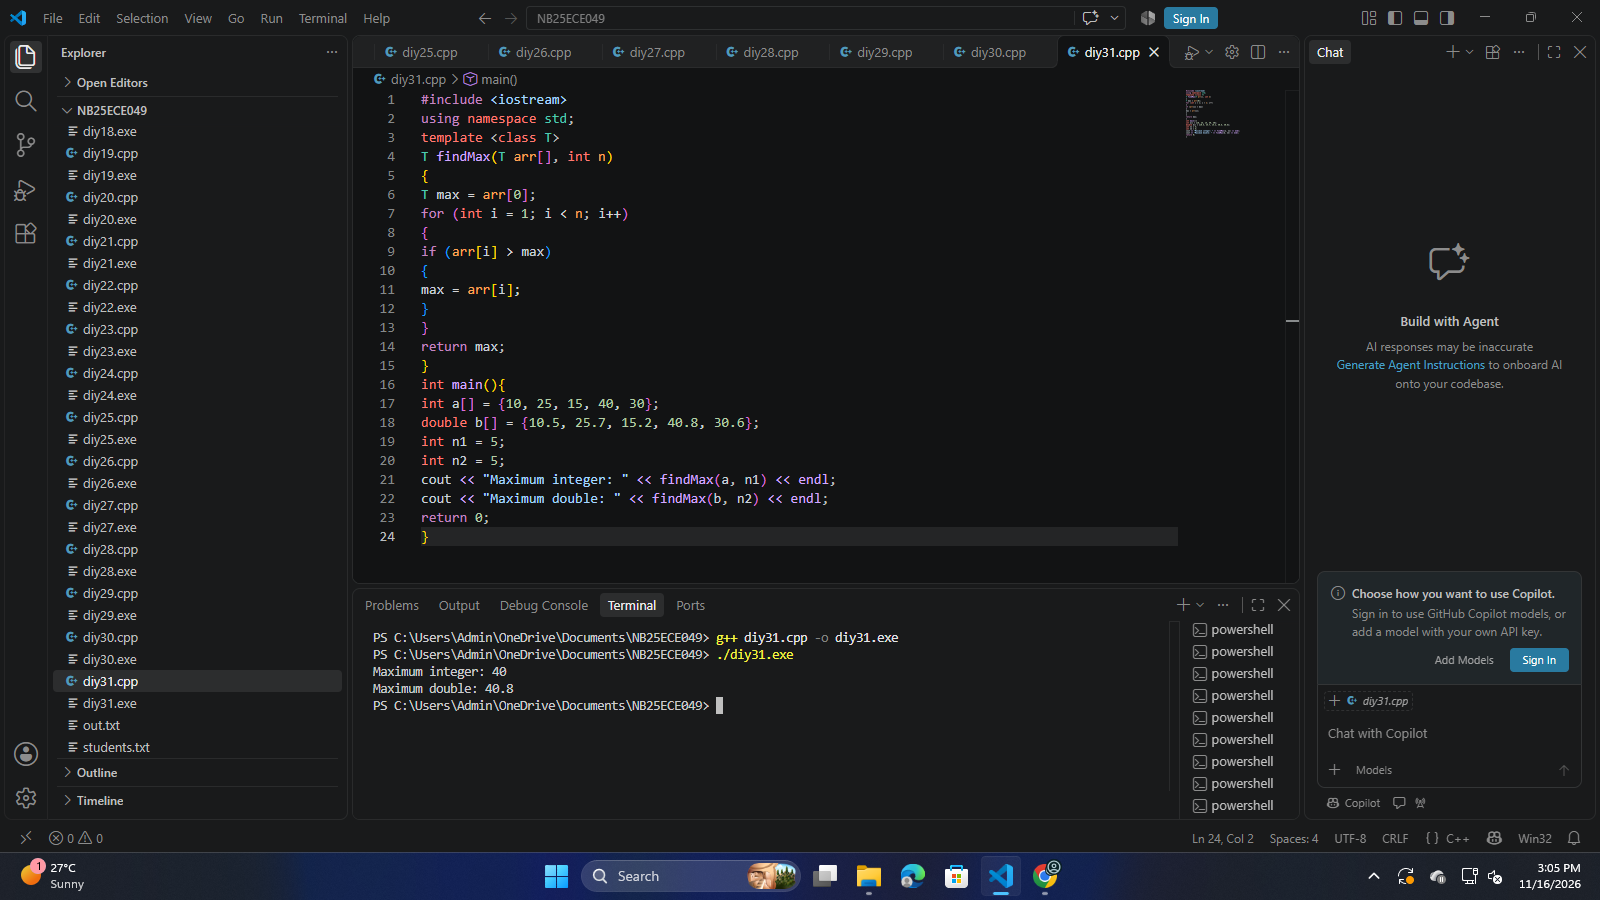 File Edit Selection View Go Run Terminal Help
NB25ECE049
Sign In
Explorer
Open Editors
NB25ECE049
diy18.exe
diy19.cpp
diy19.exe
diy20.cpp
diy20.exe
diy21.cpp
diy21.exe
diy22.cpp
diy22.exe
diy23.cpp
diy23.exe
diy24.cpp
diy24.exe
diy25.cpp
diy25.exe
diy26.cpp
diy26.exe
diy27.cpp
diy27.exe
diy28.cpp
diy28.exe
diy29.cpp
diy29.exe
diy30.cpp
diy30.exe
diy31.cpp
diy31.exe
out.txt
students.txt
Outline
Timeline
diy25.cpp diy26.cpp diy27.cpp diy28.cpp diy29.cpp diy30.cpp diy31.cpp
diy31.cpp > main()
1 #include <iostream>
2 using namespace std;
3 template <class T>
4 T findMax(T arr[], int n)
5 {
6 T max = arr[0];
7 for (int i = 1; i < n; i++)
8 {
9 if (arr[i] > max)
10 {
11 max = arr[i];
12 }
13 }
14 return max;
15 }
16 int main(){
17 int a[] = {10, 25, 15, 40, 30};
18 double b[] = {10.5, 25.7, 15.2, 40.8, 30.6};
19 int n1 = 5;
20 int n2 = 5;
21 cout << "Maximum integer: " << findMax(a, n1) << endl;
22 cout << "Maximum double: " << findMax(b, n2) << endl;
23 return 0;
24 }
Problems Output Debug Console Terminal Ports
PS C:\Users\Admin\OneDrive\Documents\NB25ECE049> g++ diy31.cpp -o diy31.exe
PS C:\Users\Admin\OneDrive\Documents\NB25ECE049> ./diy31.exe
Maximum integer: 40
Maximum double: 40.8
PS C:\Users\Admin\OneDrive\Documents\NB25ECE049>
powershell
powershell
powershell
powershell
powershell
powershell
powershell
powershell
powershell
Chat
Build with Agent
AI responses may be inaccurate
Generate Agent Instructions to onboard AI
onto your codebase.
Choose how you want to use Copilot.
Sign in to use GitHub Copilot models, or
add a model with your own API key.
Add Models Sign In
diy31.cpp
Chat with Copilot
Models
Copilot
0 0
Ln 24, Col 2 Spaces: 4 UTF-8 CRLF { } C++ Win32
1
27°C
Sunny
Search
3:05 PM
11/16/2026